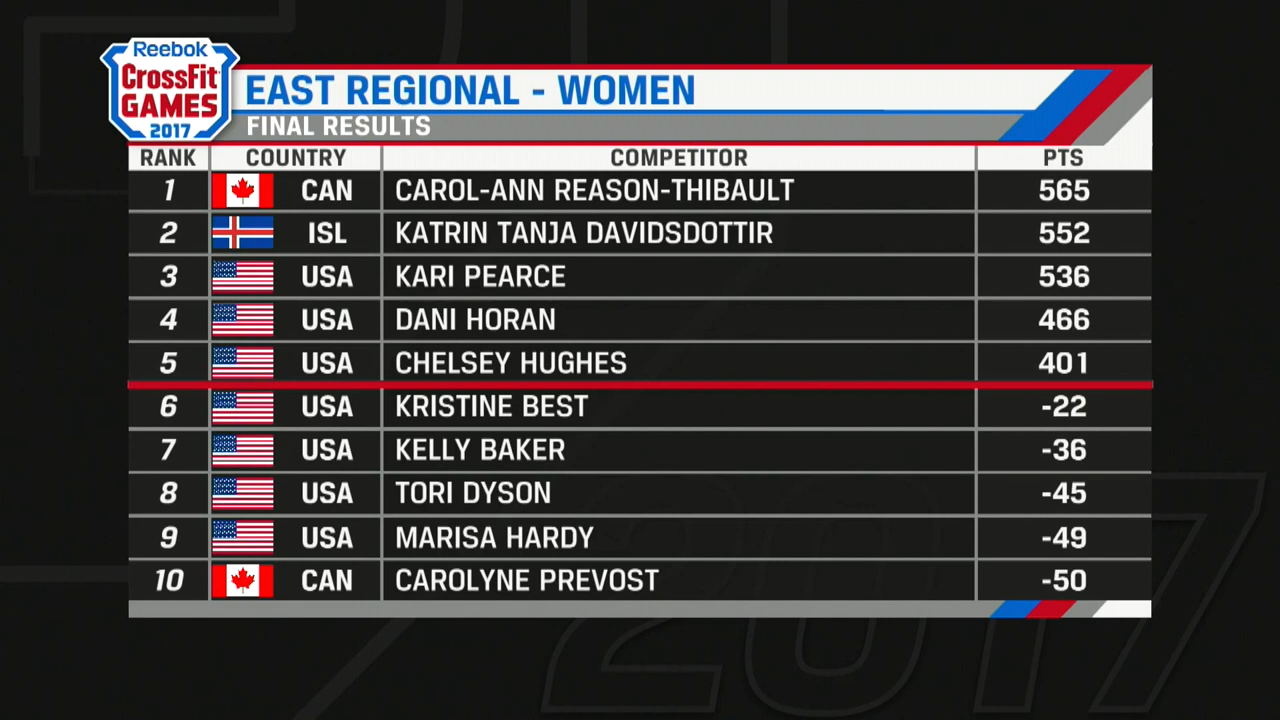 Reebok
CrossFit
GAMES
2017
EAST REGIONAL - WOMEN
FINAL RESULTS
RANK COUNTRY COMPETITOR PTS
1 CAN CAROL-ANN REASON-THIBAULT 565
2 ISL KATRIN TANJA DAVIDSDOTTIR 552
3 USA KARI PEARCE 536
4 USA DANI HORAN 466
5 USA CHELSEY HUGHES 401
6 USA KRISTINE BEST -22
7 USA KELLY BAKER -36
8 USA TORI DYSON -45
9 USA MARISA HARDY -49
10 CAN CAROLYNE PREVOST -50
2017